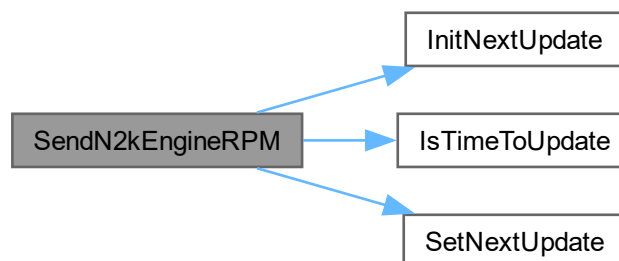 InitNextUpdate
SendN2kEngineRPM
IsTimeToUpdate
SetNextUpdate